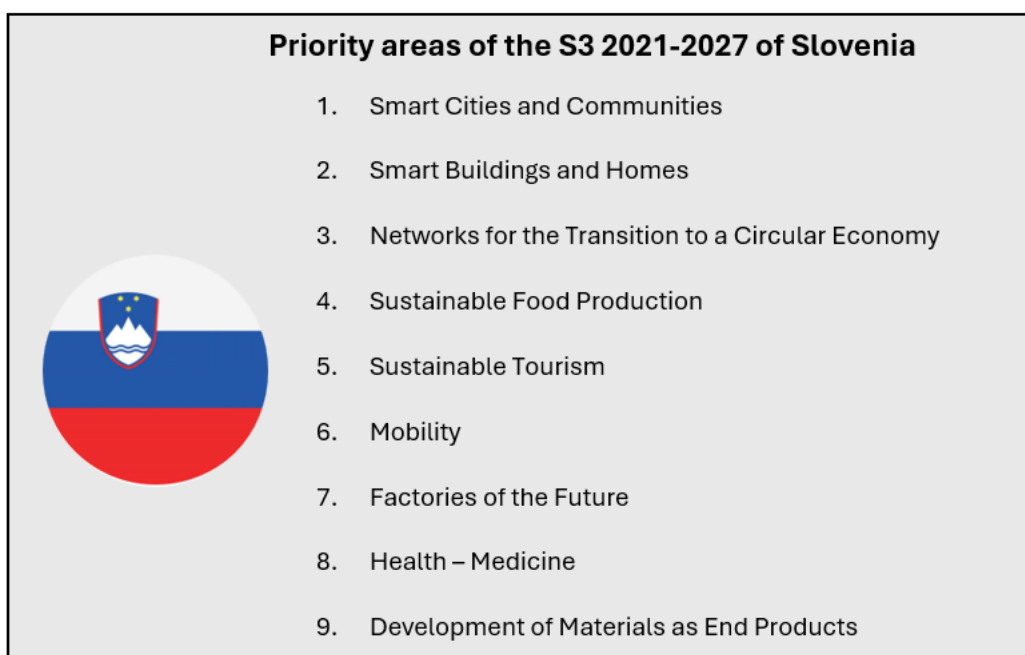 Priority areas of the S3 2021-2027 of Slovenia
1. Smart Cities and Communities
2. Smart Buildings and Homes
3. Networks for the Transition to a Circular Economy
4. Sustainable Food Production
5. Sustainable Tourism
6. Mobility
7. Factories of the Future
8. Health – Medicine
9. Development of Materials as End Products